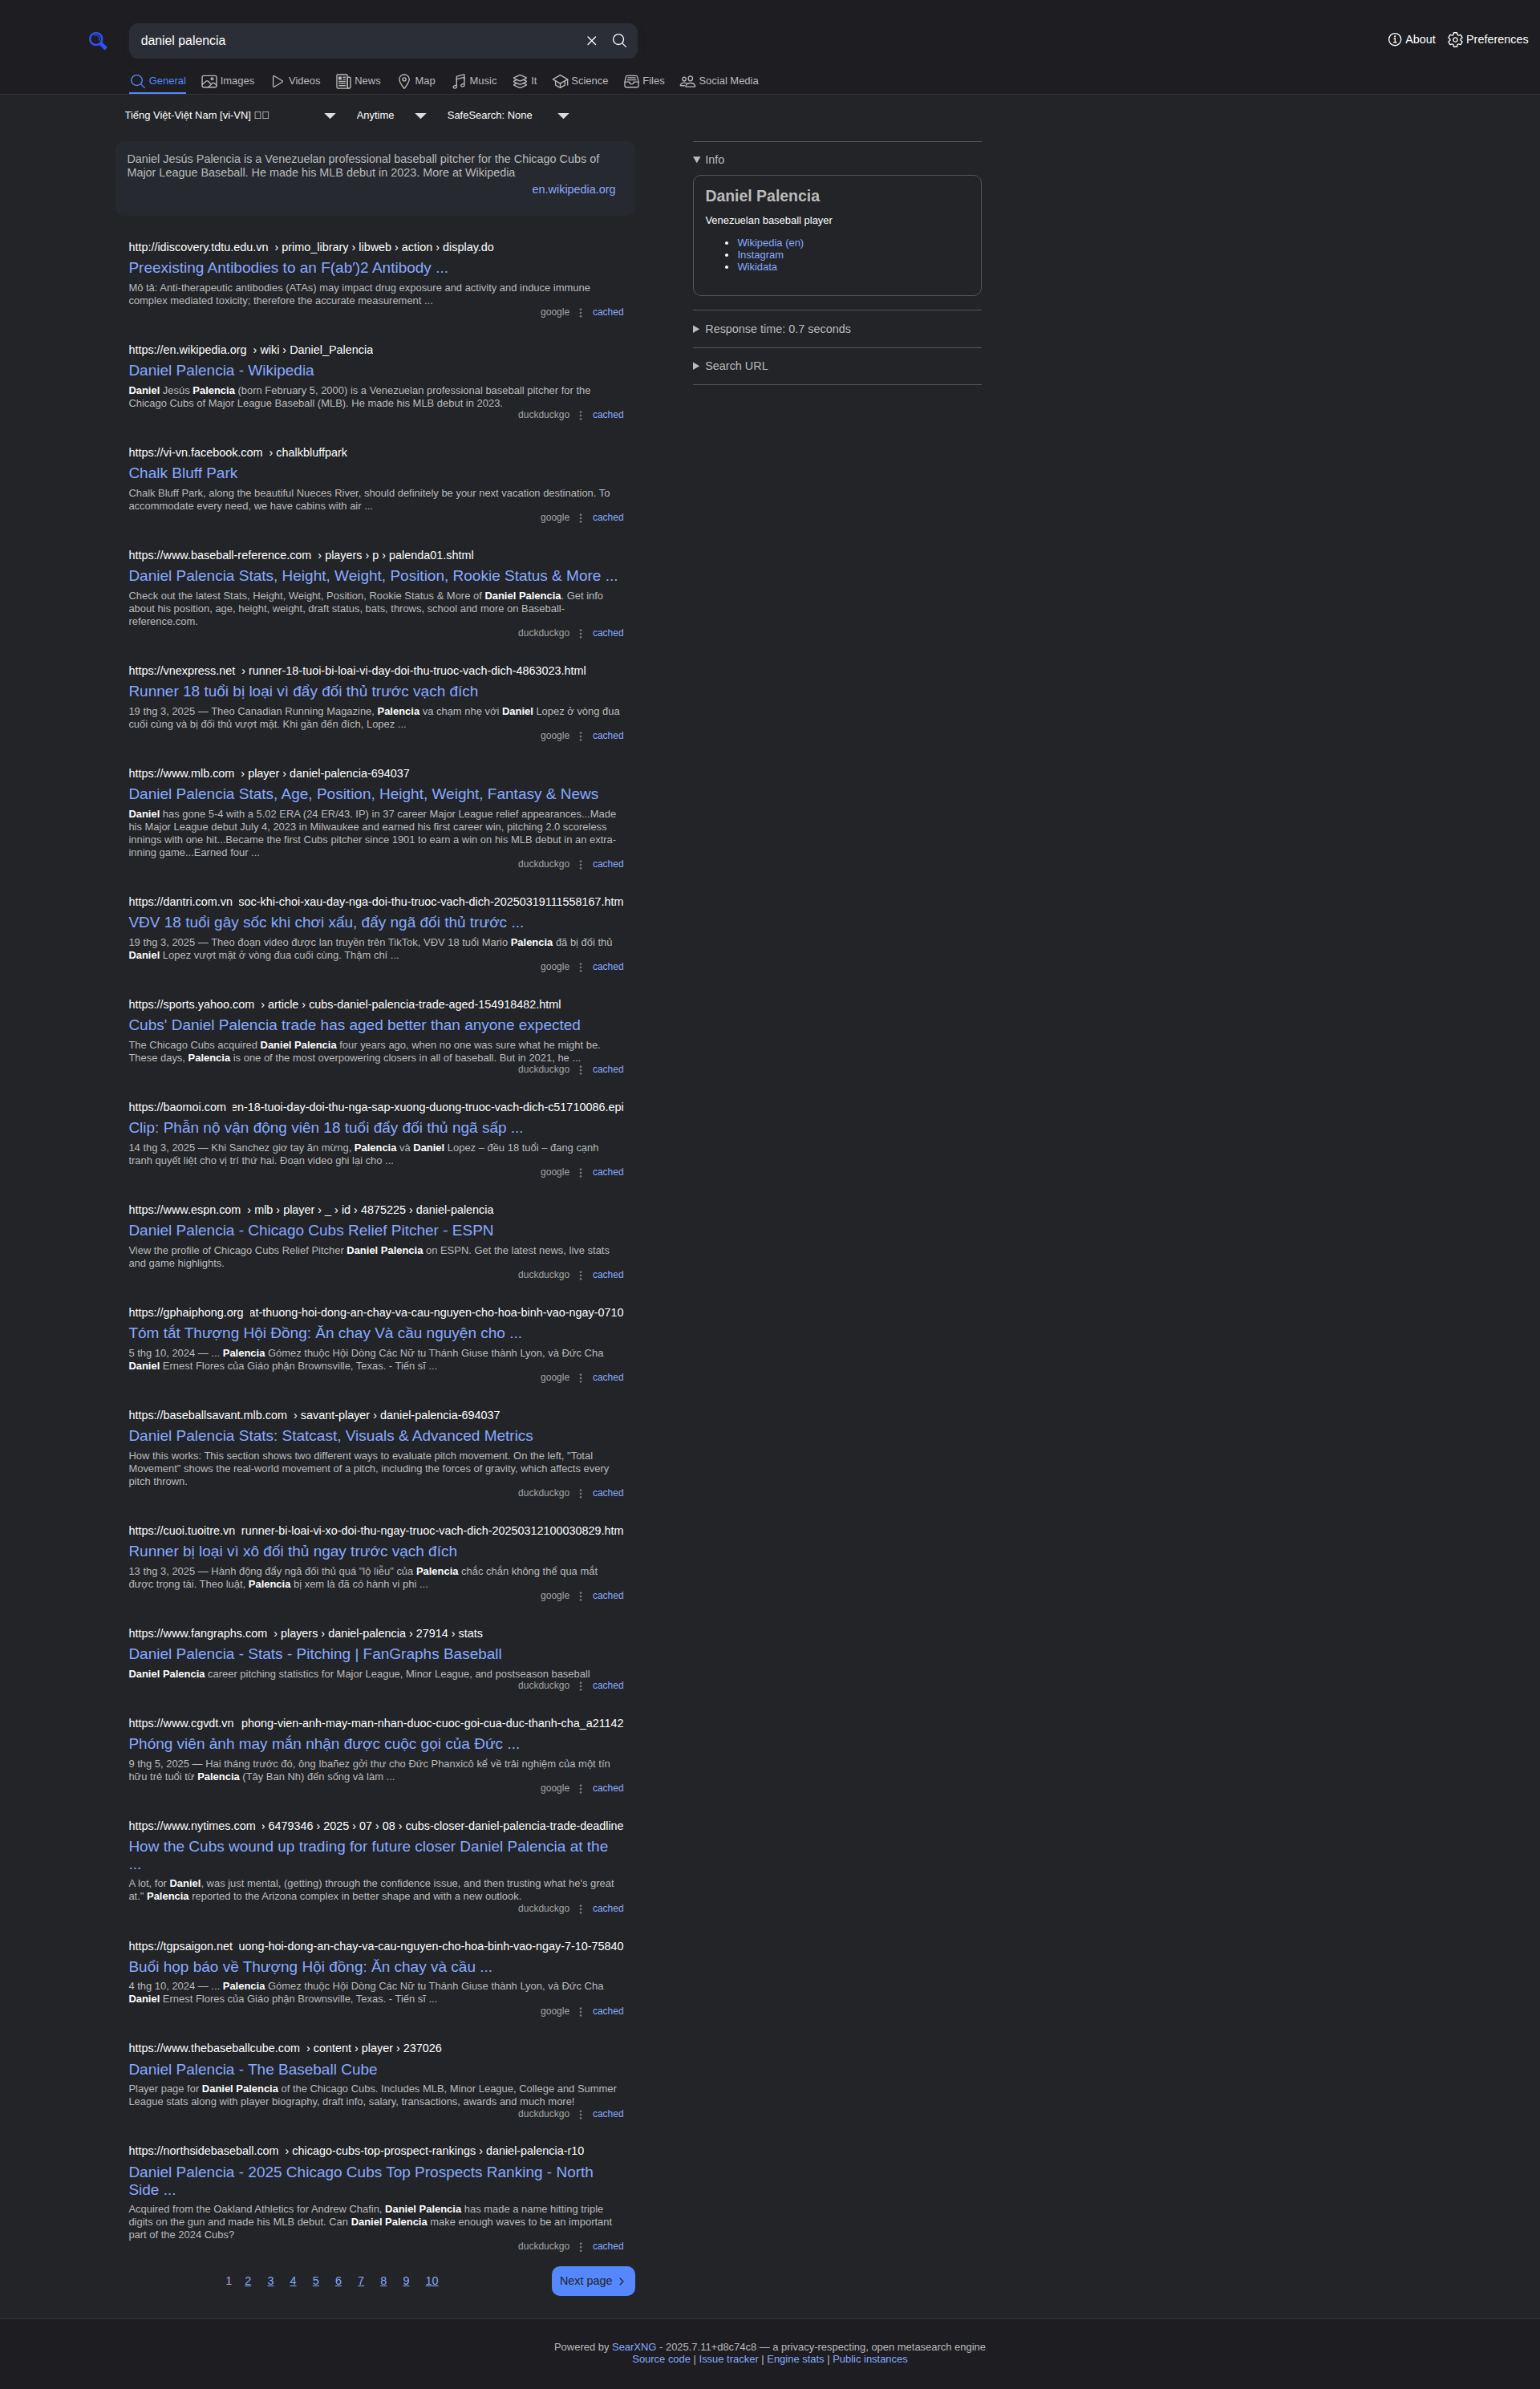 daniel palencia
About Preferences
General Images Videos News Map Music It Science Files Social Media
Tiếng Việt-Việt Nam [vi-VN] Anytime SafeSearch: None
Daniel Jesús Palencia is a Venezuelan professional baseball pitcher for the Chicago Cubs of
Major League Baseball. He made his MLB debut in 2023. More at Wikipedia
en.wikipedia.org
http://idiscovery.tdtu.edu.vn › primo_library › libweb › action › display.do
Preexisting Antibodies to an F(ab′)2 Antibody ...
Mô tả: Anti-therapeutic antibodies (ATAs) may impact drug exposure and activity and induce immune
complex mediated toxicity; therefore the accurate measurement ...
google cached
https://en.wikipedia.org › wiki › Daniel_Palencia
Daniel Palencia - Wikipedia
Daniel Jesús Palencia (born February 5, 2000) is a Venezuelan professional baseball pitcher for the
Chicago Cubs of Major League Baseball (MLB). He made his MLB debut in 2023.
duckduckgo cached
https://vi-vn.facebook.com › chalkbluffpark
Chalk Bluff Park
Chalk Bluff Park, along the beautiful Nueces River, should definitely be your next vacation destination. To
accommodate every need, we have cabins with air ...
google cached
https://www.baseball-reference.com › players › p › palenda01.shtml
Daniel Palencia Stats, Height, Weight, Position, Rookie Status & More ...
Check out the latest Stats, Height, Weight, Position, Rookie Status & More of Daniel Palencia. Get info
about his position, age, height, weight, draft status, bats, throws, school and more on Baseball-
reference.com.
duckduckgo cached
https://vnexpress.net › runner-18-tuoi-bi-loai-vi-day-doi-thu-truoc-vach-dich-4863023.html
Runner 18 tuổi bị loại vì đẩy đối thủ trước vạch đích
19 thg 3, 2025 — Theo Canadian Running Magazine, Palencia va chạm nhẹ với Daniel Lopez ở vòng đua
cuối cùng và bị đối thủ vượt mặt. Khi gần đến đích, Lopez ...
google cached
https://www.mlb.com › player › daniel-palencia-694037
Daniel Palencia Stats, Age, Position, Height, Weight, Fantasy & News
Daniel has gone 5-4 with a 5.02 ERA (24 ER/43. IP) in 37 career Major League relief appearances...Made
his Major League debut July 4, 2023 in Milwaukee and earned his first career win, pitching 2.0 scoreless
innings with one hit...Became the first Cubs pitcher since 1901 to earn a win on his MLB debut in an extra-
inning game...Earned four ...
duckduckgo cached
https://dantri.com.vn soc-khi-choi-xau-day-nga-doi-thu-truoc-vach-dich-20250319111558167.htm
VĐV 18 tuổi gây sốc khi chơi xấu, đẩy ngã đối thủ trước ...
19 thg 3, 2025 — Theo đoạn video được lan truyền trên TikTok, VĐV 18 tuổi Mario Palencia đã bị đối thủ
Daniel Lopez vượt mặt ở vòng đua cuối cùng. Thậm chí ...
google cached
https://sports.yahoo.com › article › cubs-daniel-palencia-trade-aged-154918482.html
Cubs' Daniel Palencia trade has aged better than anyone expected
The Chicago Cubs acquired Daniel Palencia four years ago, when no one was sure what he might be.
These days, Palencia is one of the most overpowering closers in all of baseball. But in 2021, he ...
duckduckgo cached
https://baomoi.com en-18-tuoi-day-doi-thu-nga-sap-xuong-duong-truoc-vach-dich-c51710086.epi
Clip: Phẫn nộ vận động viên 18 tuổi đẩy đối thủ ngã sấp ...
14 thg 3, 2025 — Khi Sanchez giơ tay ăn mừng, Palencia và Daniel Lopez – đều 18 tuổi – đang cạnh
tranh quyết liệt cho vị trí thứ hai. Đoạn video ghi lại cho ...
google cached
https://www.espn.com › mlb › player › _ › id › 4875225 › daniel-palencia
Daniel Palencia - Chicago Cubs Relief Pitcher - ESPN
View the profile of Chicago Cubs Relief Pitcher Daniel Palencia on ESPN. Get the latest news, live stats
and game highlights.
duckduckgo cached
https://gphaiphong.org at-thuong-hoi-dong-an-chay-va-cau-nguyen-cho-hoa-binh-vao-ngay-0710
Tóm tắt Thượng Hội Đồng: Ăn chay Và cầu nguyện cho ...
5 thg 10, 2024 — ... Palencia Gómez thuộc Hội Dòng Các Nữ tu Thánh Giuse thành Lyon, và Đức Cha
Daniel Ernest Flores của Giáo phận Brownsville, Texas. - Tiến sĩ ...
google cached
https://baseballsavant.mlb.com › savant-player › daniel-palencia-694037
Daniel Palencia Stats: Statcast, Visuals & Advanced Metrics
How this works: This section shows two different ways to evaluate pitch movement. On the left, "Total
Movement" shows the real-world movement of a pitch, including the forces of gravity, which affects every
pitch thrown.
duckduckgo cached
https://cuoi.tuoitre.vn runner-bi-loai-vi-xo-doi-thu-ngay-truoc-vach-dich-20250312100030829.htm
Runner bị loại vì xô đối thủ ngay trước vạch đích
13 thg 3, 2025 — Hành động đẩy ngã đối thủ quá "lộ liễu" của Palencia chắc chắn không thể qua mắt
được trọng tài. Theo luật, Palencia bị xem là đã có hành vi phi ...
google cached
https://www.fangraphs.com › players › daniel-palencia › 27914 › stats
Daniel Palencia - Stats - Pitching | FanGraphs Baseball
Daniel Palencia career pitching statistics for Major League, Minor League, and postseason baseball
duckduckgo cached
https://www.cgvdt.vn phong-vien-anh-may-man-nhan-duoc-cuoc-goi-cua-duc-thanh-cha_a21142
Phóng viên ảnh may mắn nhận được cuộc gọi của Đức ...
9 thg 5, 2025 — Hai tháng trước đó, ông Ibañez gởi thư cho Đức Phanxicô kể về trải nghiệm của một tín
hữu trẻ tuổi từ Palencia (Tây Ban Nh) đến sống và làm ...
google cached
https://www.nytimes.com › 6479346 › 2025 › 07 › 08 › cubs-closer-daniel-palencia-trade-deadline
How the Cubs wound up trading for future closer Daniel Palencia at the
...
A lot, for Daniel, was just mental, (getting) through the confidence issue, and then trusting what he's great
at." Palencia reported to the Arizona complex in better shape and with a new outlook.
duckduckgo cached
https://tgpsaigon.net uong-hoi-dong-an-chay-va-cau-nguyen-cho-hoa-binh-vao-ngay-7-10-75840
Buổi họp báo về Thượng Hội đồng: Ăn chay và cầu ...
4 thg 10, 2024 — ... Palencia Gómez thuộc Hội Dòng Các Nữ tu Thánh Giuse thành Lyon, và Đức Cha
Daniel Ernest Flores của Giáo phận Brownsville, Texas. - Tiến sĩ ...
google cached
https://www.thebaseballcube.com › content › player › 237026
Daniel Palencia - The Baseball Cube
Player page for Daniel Palencia of the Chicago Cubs. Includes MLB, Minor League, College and Summer
League stats along with player biography, draft info, salary, transactions, awards and much more!
duckduckgo cached
https://northsidebaseball.com › chicago-cubs-top-prospect-rankings › daniel-palencia-r10
Daniel Palencia - 2025 Chicago Cubs Top Prospects Ranking - North
Side ...
Acquired from the Oakland Athletics for Andrew Chafin, Daniel Palencia has made a name hitting triple
digits on the gun and made his MLB debut. Can Daniel Palencia make enough waves to be an important
part of the 2024 Cubs?
duckduckgo cached
1 2 3 4 5 6 7 8 9 10 Next page
Info
Daniel Palencia
Venezuelan baseball player
Wikipedia (en)
Instagram
Wikidata
Response time: 0.7 seconds
Search URL
Powered by SearXNG - 2025.7.11+d8c74c8 — a privacy-respecting, open metasearch engine
Source code | Issue tracker | Engine stats | Public instances